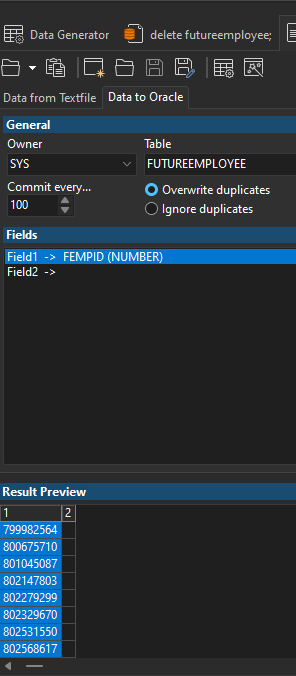 Data Generator delete futureemployee;
Data from Textfile Data to Oracle
General
Owner Table
SYS FUTUREEMPLOYEE
Commit every... Overwrite duplicates
100 Ignore duplicates
Fields
Field1 -> FEMPID (NUMBER)
Field2 ->
Result Preview
1 2
799982564
800675710
801045087
802147803
802279299
802329670
802531550
802568617